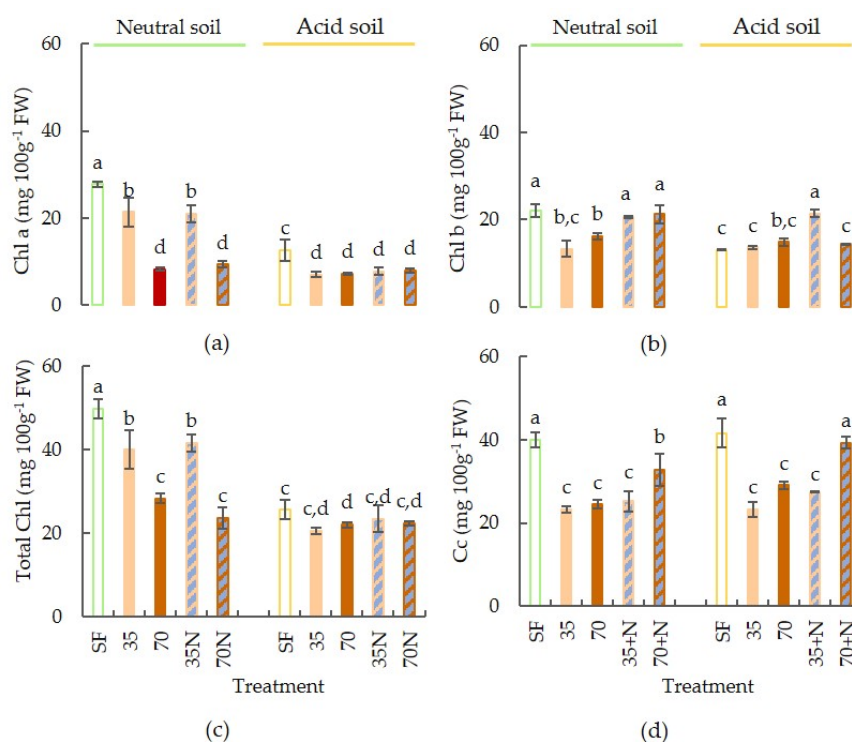 Neutral soil Acid soil
60
40
20
0
Chl a (mg 100g⁻¹ FW)
a b d b d c d d d d
(a)
Neutral soil Acid soil
60
40
20
0
Chl b (mg 100g⁻¹ FW)
a b,c b a a c c b,c a c
(b)
60
40
20
0
Total Chl (mg 100g⁻¹ FW)
a b c b c c c,d d c,d c,d
SF 35 70 35N 70N SF 35 70 35N 70N
Treatment
(c)
60
40
20
0
Cc (mg 100g⁻¹ FW)
a c c c b a c c c a
SF 35 70 35+N 70+N SF 35 70 35+N 70+N
Treatment
(d)